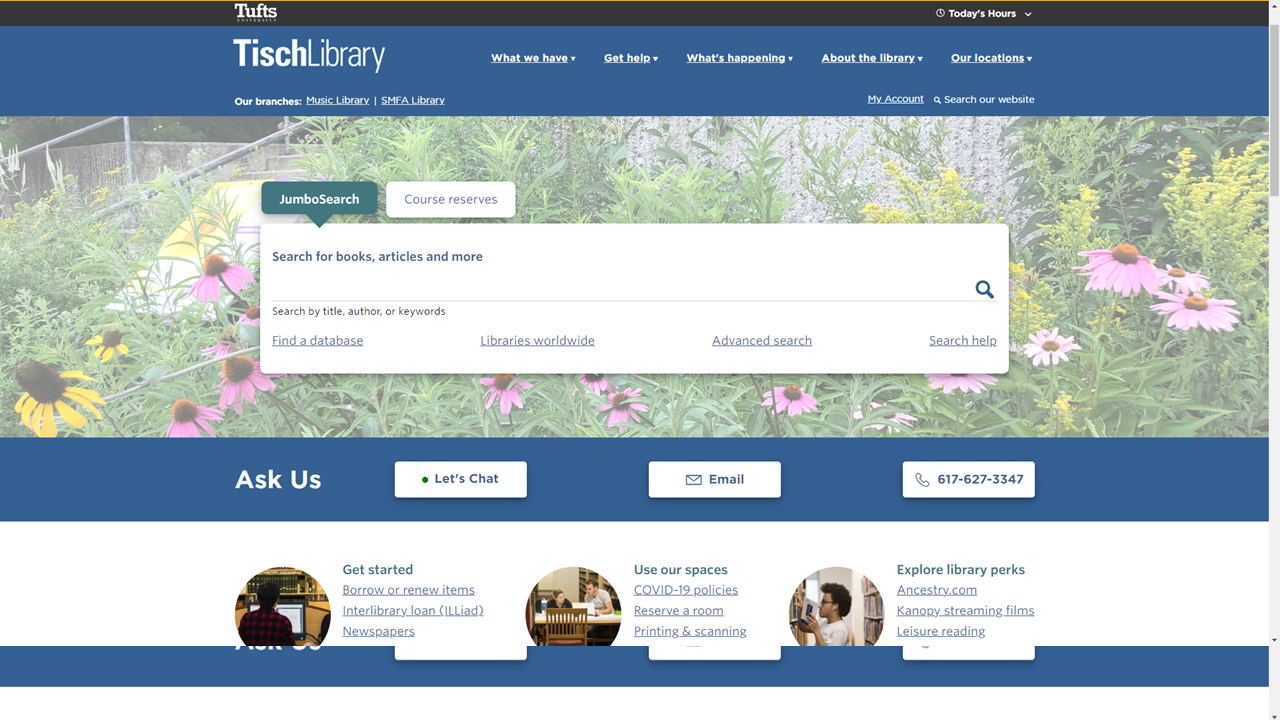 Tufts
UNIVERSITY
Today's Hours
TischLibrary
What we have
Get help
What's happening
About the library
Our locations
Our branches: Music Library | SMFA Library
My Account
Search our website
JumboSearch
Course reserves
Search for books, articles and more
Search by title, author, or keywords
Find a database
Libraries worldwide
Advanced search
Search help
Ask Us
Let's Chat
Email
617-627-3347
Get started
Borrow or renew items
Interlibrary loan (ILLiad)
Newspapers
Use our spaces
COVID-19 policies
Reserve a room
Printing & scanning
Explore library perks
Ancestry.com
Kanopy streaming films
Leisure reading
Ask Us